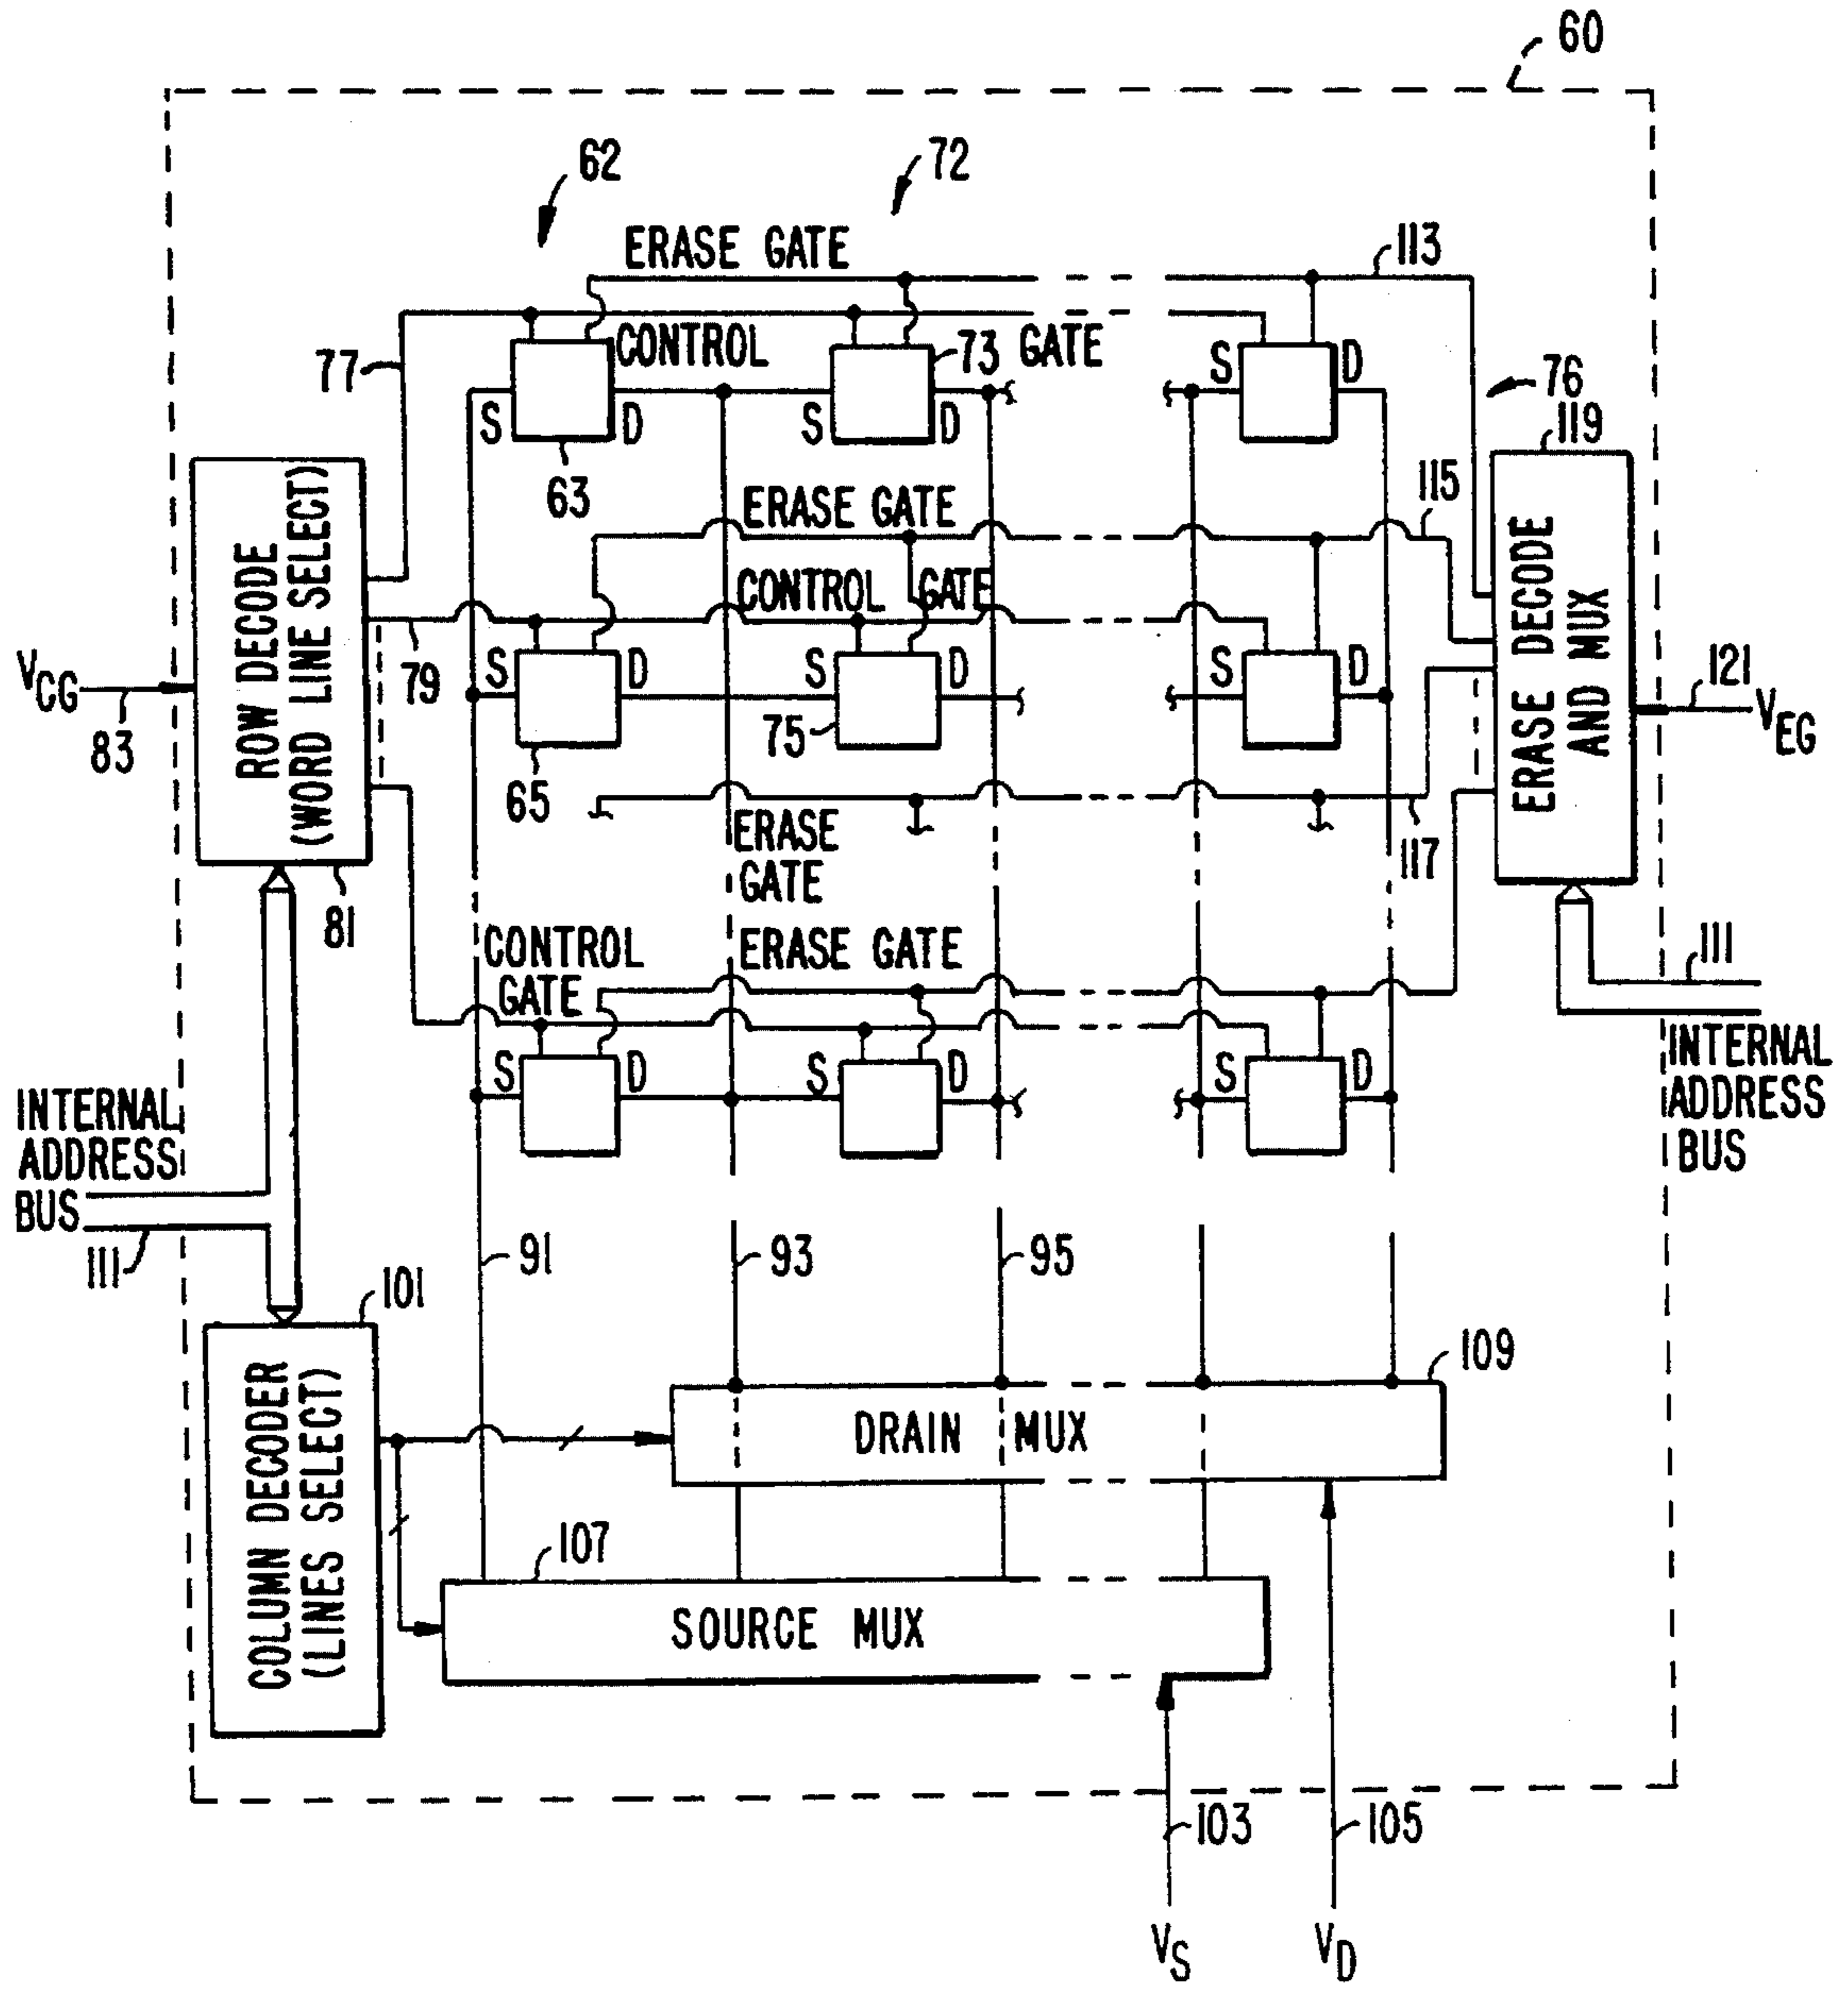 60
62
72
ERASE GATE
113
77
CONTROL
73
GATE
S
D
76
S
D
S
D
119
63
ERASE GATE
115
CONTROL GATE
ROW DECODE
(WORD LINE SELECT)
ERASE DECODE
AND MUX
VCG
83
79
S
D
S
D
S
D
121
VEG
75
65
ERASE
GATE
117
81
CONTROL
GATE
ERASE GATE
111
INTERNAL
ADDRESS
BUS
S
D
S
D
S
D
INTERNAL
ADDRESS
BUS
111
91
93
95
101
109
COLUMN DECODER
(LINES SELECT)
DRAIN MUX
107
SOURCE MUX
103
105
VS
VD